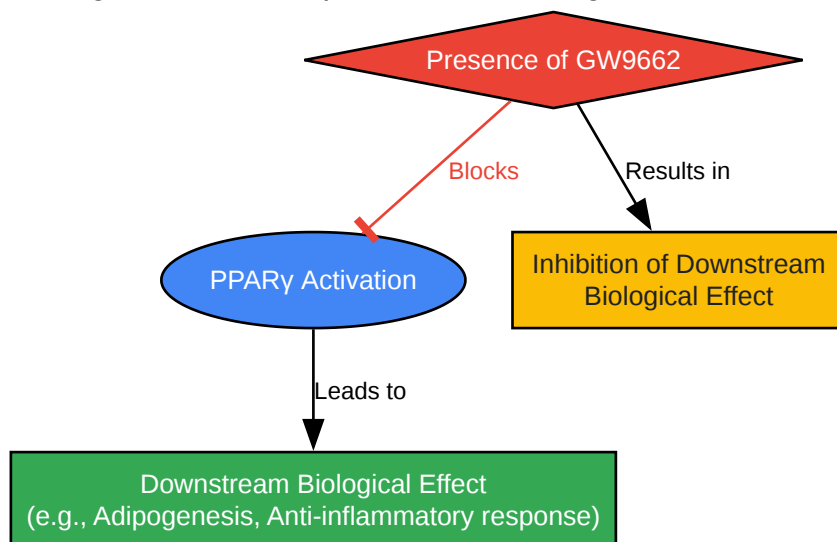 Presence of GW9662
Blocks
Results in
PPARγ Activation
Inhibition of Downstream
Biological Effect
Leads to
Downstream Biological Effect
(e.g., Adipogenesis, Anti-inflammatory response)